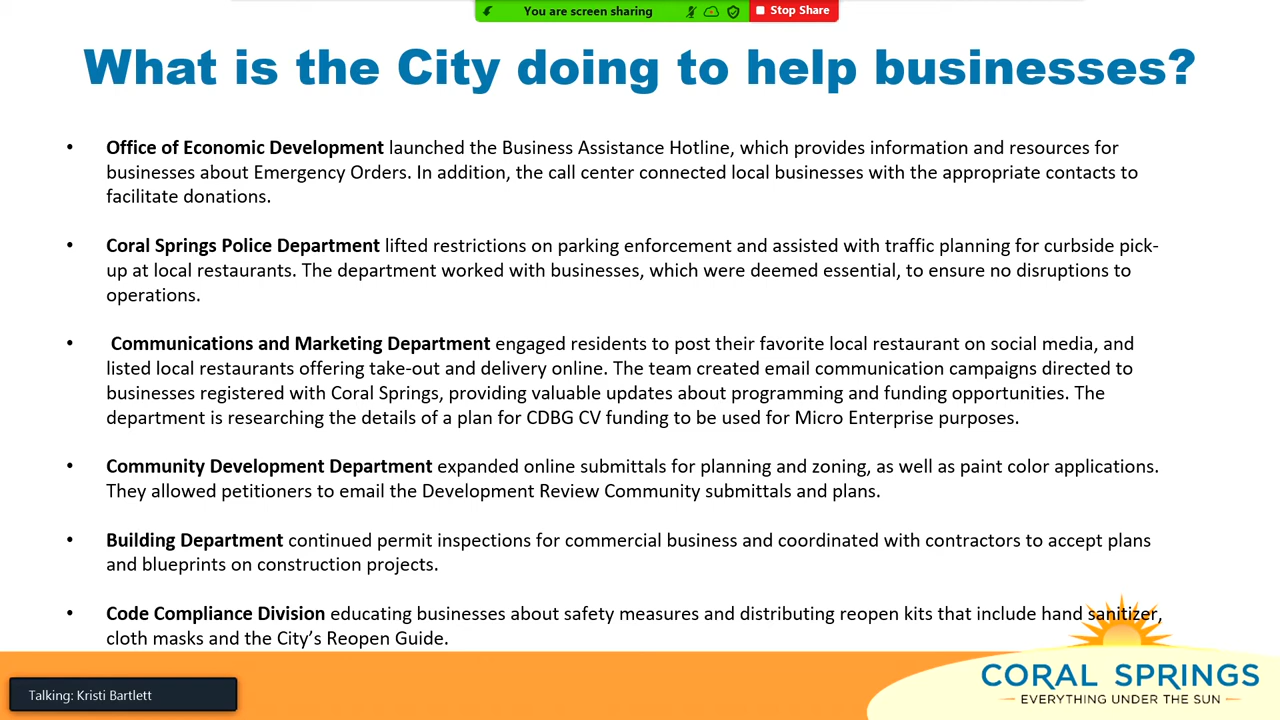 You are screen sharing
Stop Share
What is the City doing to help businesses?
• Office of Economic Development launched the Business Assistance Hotline, which provides information and resources for
businesses about Emergency Orders. In addition, the call center connected local businesses with the appropriate contacts to
facilitate donations.
• Coral Springs Police Department lifted restrictions on parking enforcement and assisted with traffic planning for curbside pick-
up at local restaurants. The department worked with businesses, which were deemed essential, to ensure no disruptions to
operations.
• Communications and Marketing Department engaged residents to post their favorite local restaurant on social media, and
listed local restaurants offering take-out and delivery online. The team created email communication campaigns directed to
businesses registered with Coral Springs, providing valuable updates about programming and funding opportunities. The
department is researching the details of a plan for CDBG CV funding to be used for Micro Enterprise purposes.
• Community Development Department expanded online submittals for planning and zoning, as well as paint color applications.
They allowed petitioners to email the Development Review Community submittals and plans.
• Building Department continued permit inspections for commercial business and coordinated with contractors to accept plans
and blueprints on construction projects.
• Code Compliance Division educating businesses about safety measures and distributing reopen kits that include hand sanitizer,
cloth masks and the City’s Reopen Guide.
CORAL SPRINGS
EVERYTHING UNDER THE SUN
Talking: Kristi Bartlett